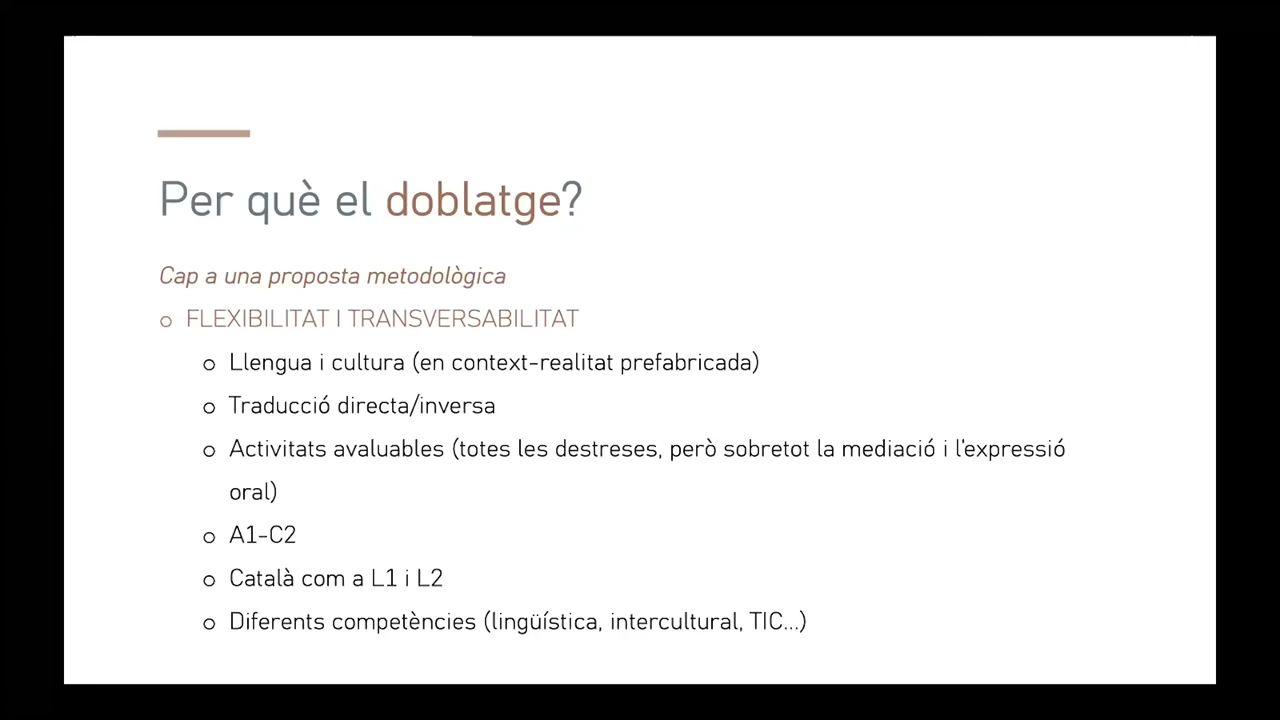 Per què el doblatge?
Cap a una proposta metodològica
o FLEXIBILITAT I TRANSVERSABILITAT
o Llengua i cultura (en context-realitat prefabricada)
o Traducció directa/inversa
o Activitats avaluables (totes les destreses, però sobretot la mediació i l'expressió
oral)
o A1-C2
o Català com a L1 i L2
o Diferents competències (lingüística, intercultural, TIC...)